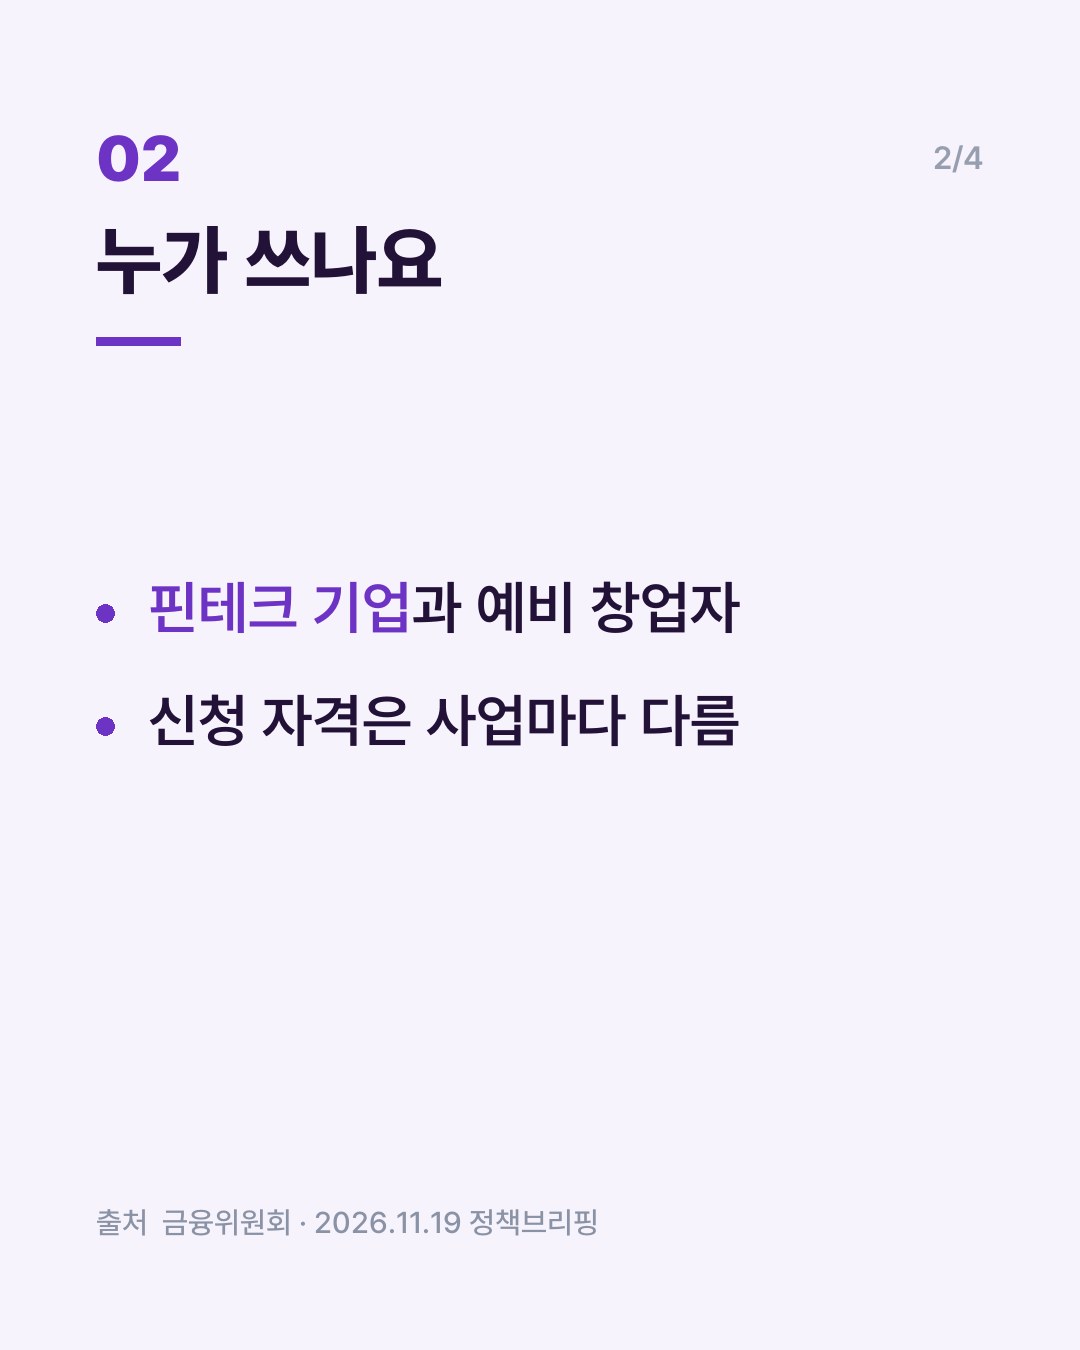 02
2/4
누가 쓰나요
핀테크 기업과 예비 창업자
신청 자격은 사업마다 다름
출처 금융위원회 · 2026.11.19 정책브리핑